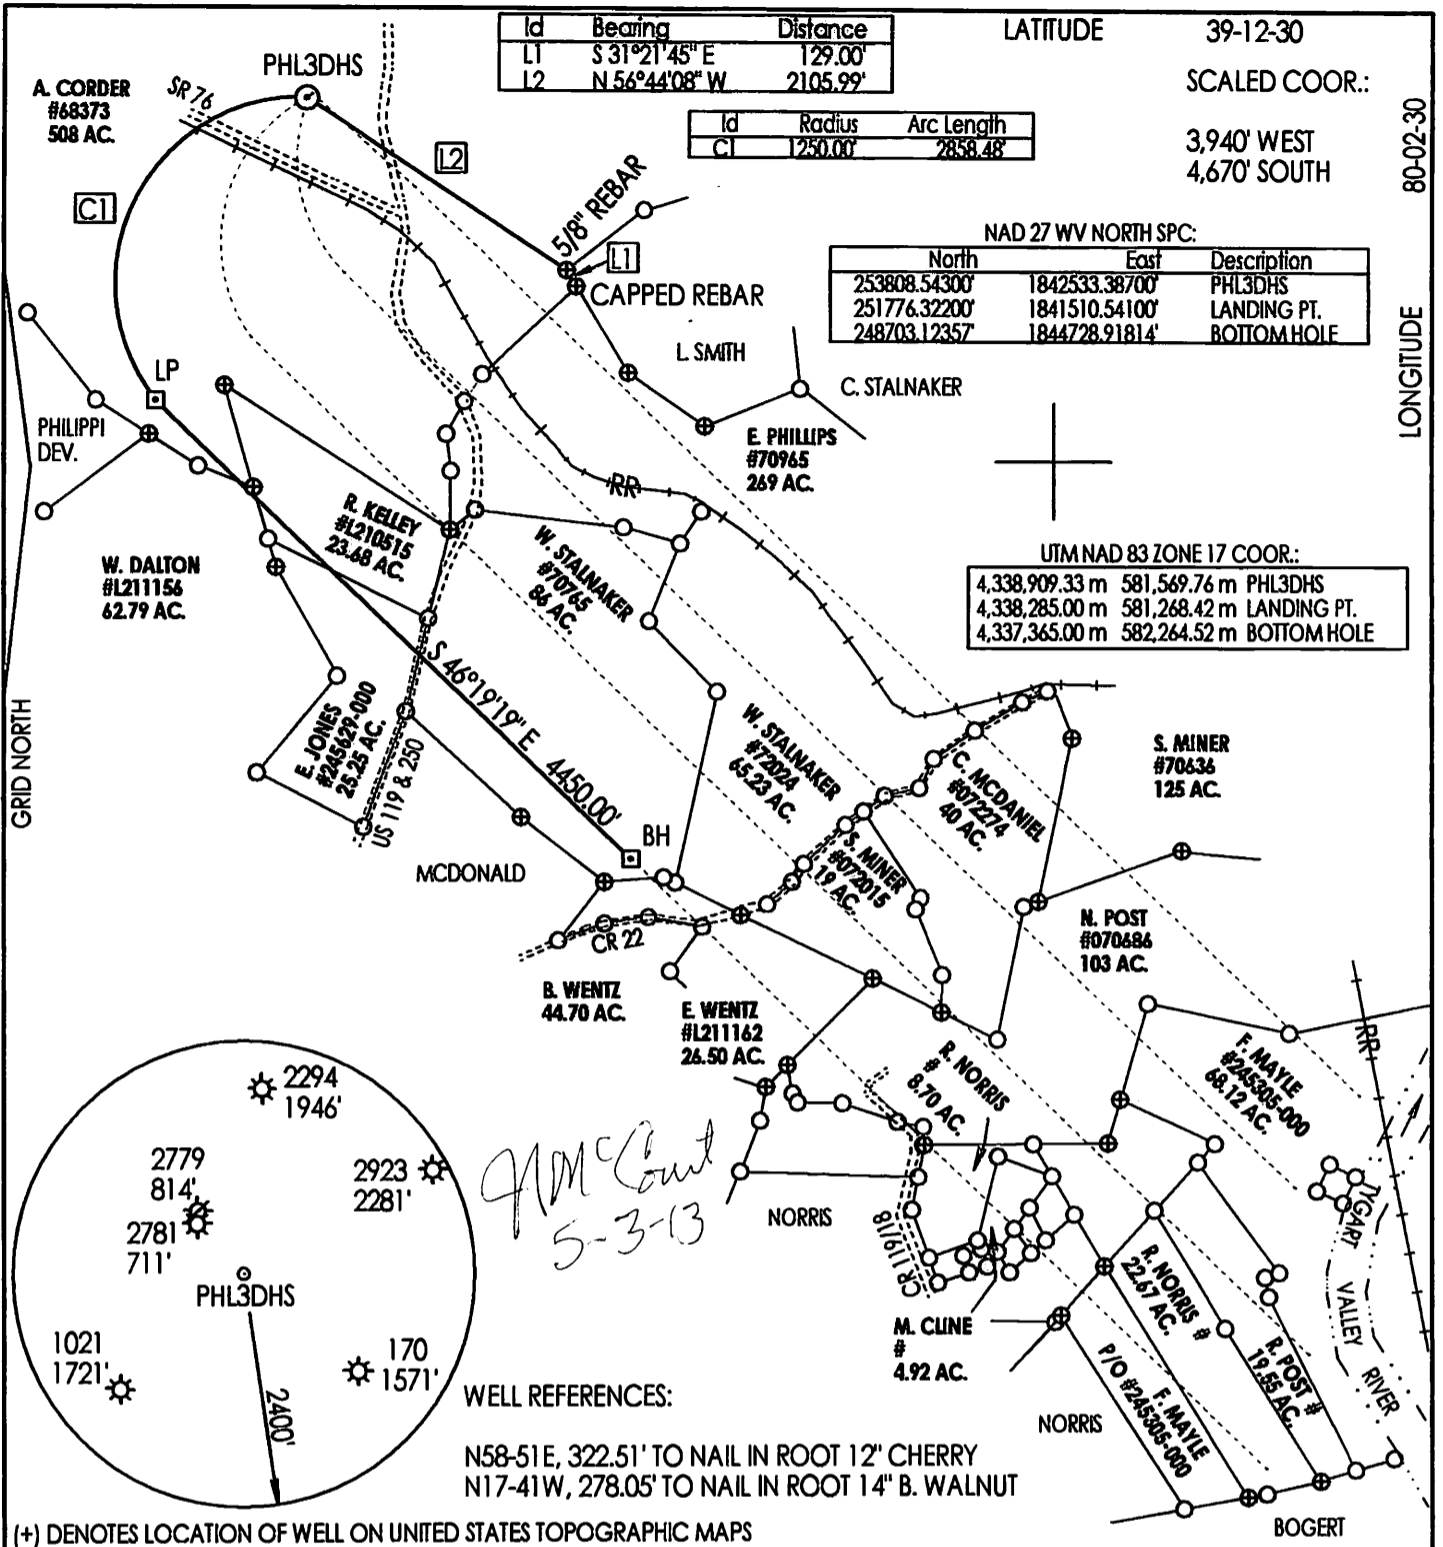 Id Bearing Distance
L1 S 31°21'45" E 129.00'
L2 N 56°44'08" W 2105.99'
LATITUDE 39-12-30
SCALED COOR.:
3,940' WEST
4,670' SOUTH
80-02-30
LONGITUDE
Id Radius Arc Length
C1 1250.00' 2858.48'
PHL3DHS
A. CORDER
#68373
508 AC.
SR 76
L2
C1
5/8" REBAR
L1
CAPPED REBAR
NAD 27 WV NORTH SPC:
North East Description
253808.54300' 1842533.38700' PHL3DHS
251776.32200' 1841510.54100' LANDING PT.
248703.12357' 1844728.91814' BOTTOM HOLE
L. SMITH
C. STALNAKER
LP
PHILIPPI
DEV.
E. PHILLIPS
#70965
269 AC.
RR
R. KELLEY
#L210515
23.68 AC.
W. STALNAKER
#70765
86 AC.
W. DALTON
#L211156
62.79 AC.
UTM NAD 83 ZONE 17 COOR.:
4,338,909.33 m 581,569.76 m PHL3DHS
4,338,285.00 m 581,268.42 m LANDING PT.
4,337,365.00 m 582,264.52 m BOTTOM HOLE
GRID NORTH
S 46°19'19" E 4450.00'
E. JONES
#245629-000
25.25 AC.
US 119 & 250
W. STALNAKER
#72024
65.23 AC.
C. MCDANIEL
#072274
40 AC.
S. MINER
#70636
125 AC.
BH
MCDONALD
S. MINER
#072015
19 AC.
CR 22
N. POST
#070686
103 AC.
B. WENTZ
44.70 AC.
E. WENTZ
#L211162
26.50 AC.
R. NORRIS
#
8.70 AC.
F. MAYLE
#245305-000
68.12 AC.
RR
2294
1946'
2779
814'
2923
2281'
2781
711'
PHL3DHS
1021
1721'
170
1571'
2400'
5-3-13
NORRIS
CR 119/18
M. CLINE
#
4.92 AC.
TYGART VALLEY RIVER
R. NORRIS #
22.67 AC.
R. POST #
19.55 AC.
F. MAYLE
P/O #245305-000
NORRIS
WELL REFERENCES:
N58-51E, 322.51' TO NAIL IN ROOT 12" CHERRY
N17-41W, 278.05' TO NAIL IN ROOT 14" B. WALNUT
BOGERT
(+) DENOTES LOCATION OF WELL ON UNITED STATES TOPOGRAPHIC MAPS